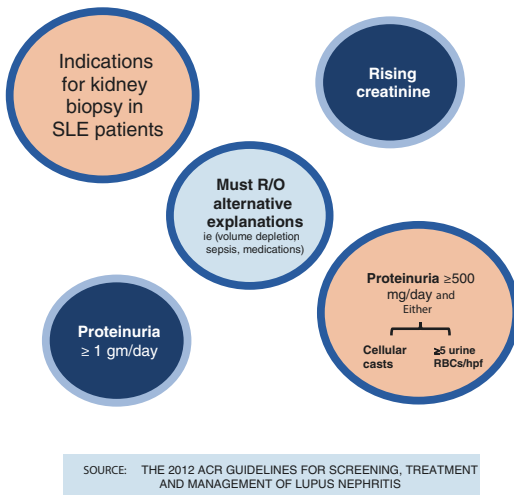 Indications
for kidney
biopsy in
SLE patients
Rising
creatinine
Must R/O
alternative
explanations
ie (volume depletion
sepsis, medications)
Proteinuria ≥500
mg/day and
Either
Cellular
casts
≥5 urine
RBCs/hpf
Proteinuria
≥ 1 gm/day
SOURCE: THE 2012 ACR GUIDELINES FOR SCREENING, TREATMENT
AND MANAGEMENT OF LUPUS NEPHRITIS